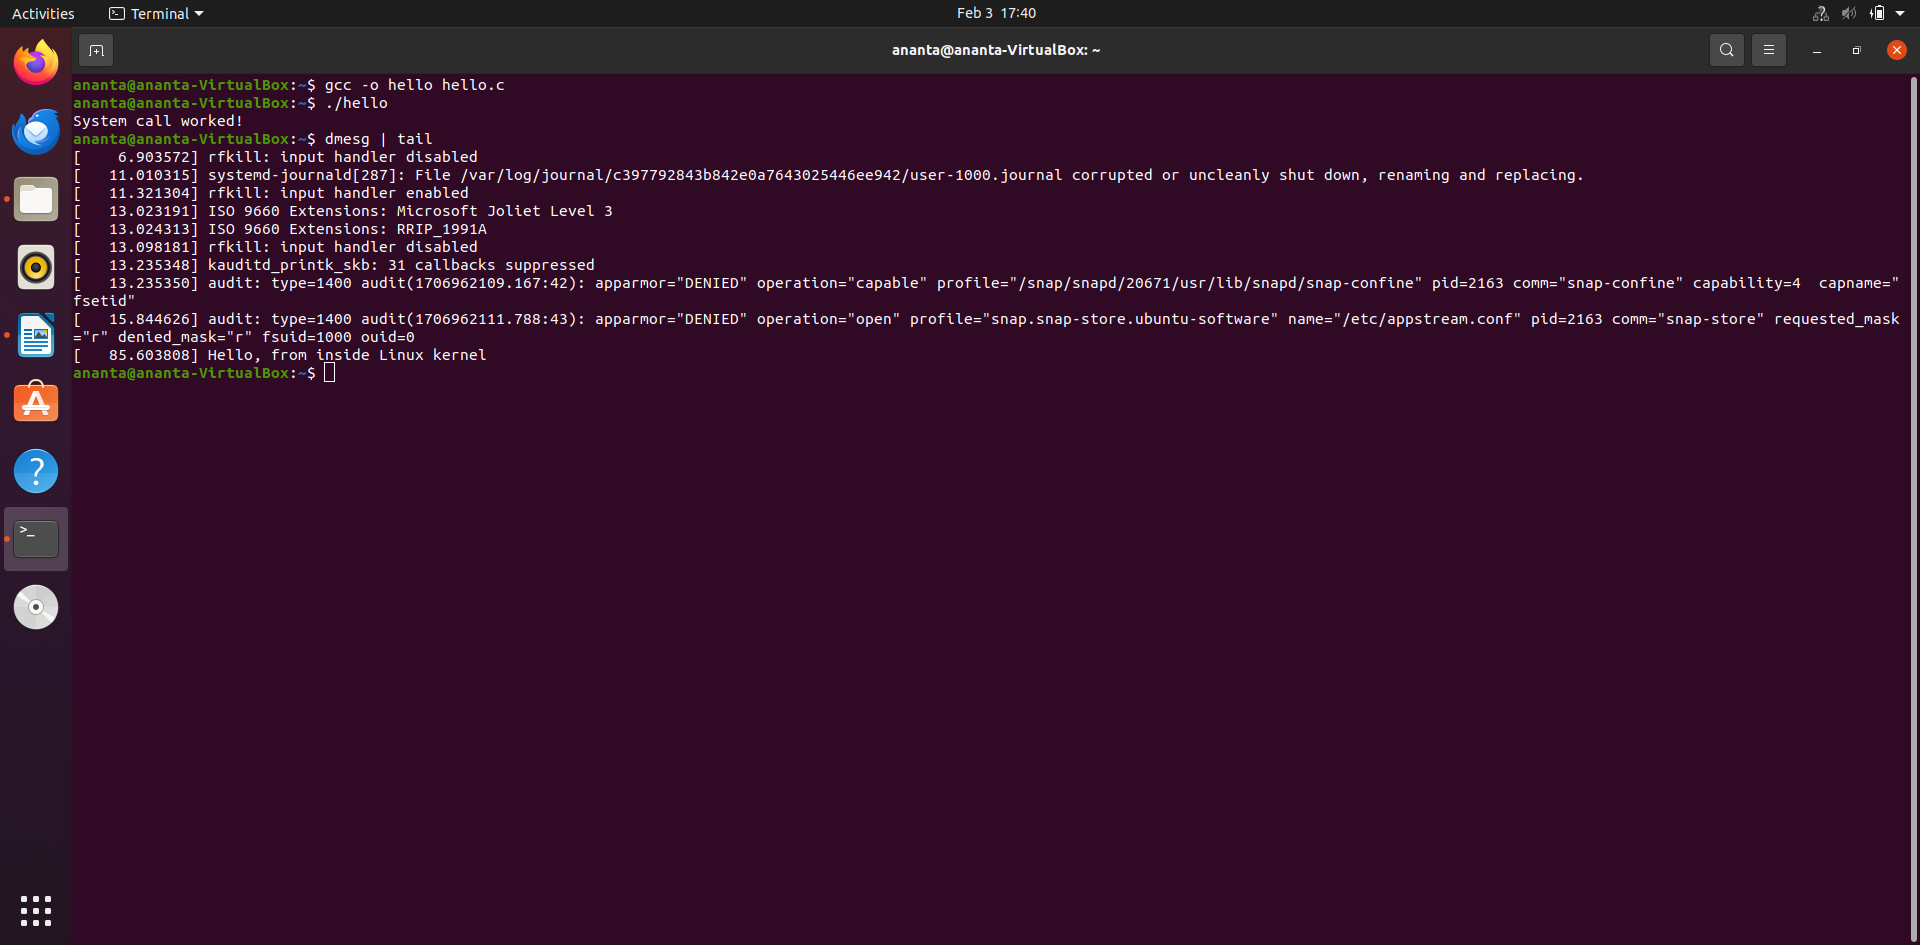 Activities Terminal Feb 3 17:40
ananta@ananta-VirtualBox: ~
ananta@ananta-VirtualBox:~$ gcc -o hello hello.c
ananta@ananta-VirtualBox:~$ ./hello
System call worked!
ananta@ananta-VirtualBox:~$ dmesg | tail
[    6.903572] rfkill: input handler disabled
[   11.010315] systemd-journald[287]: File /var/log/journal/c397792843b842e0a7643025446ee942/user-1000.journal corrupted or uncleanly shut down, renaming and replacing.
[   11.321304] rfkill: input handler enabled
[   13.023191] ISO 9660 Extensions: Microsoft Joliet Level 3
[   13.024313] ISO 9660 Extensions: RRIP_1991A
[   13.098181] rfkill: input handler disabled
[   13.235348] kauditd_printk_skb: 31 callbacks suppressed
[   13.235350] audit: type=1400 audit(1706962109.167:42): apparmor="DENIED" operation="capable" profile="/snap/snapd/20671/usr/lib/snapd/snap-confine" pid=2163 comm="snap-confine" capability=4  capname="
fsetid"
[   15.844626] audit: type=1400 audit(1706962111.788:43): apparmor="DENIED" operation="open" profile="snap.snap-store.ubuntu-software" name="/etc/appstream.conf" pid=2163 comm="snap-store" requested_mask
="r" denied_mask="r" fsuid=1000 ouid=0
[   85.603808] Hello, from inside Linux kernel
ananta@ananta-VirtualBox:~$